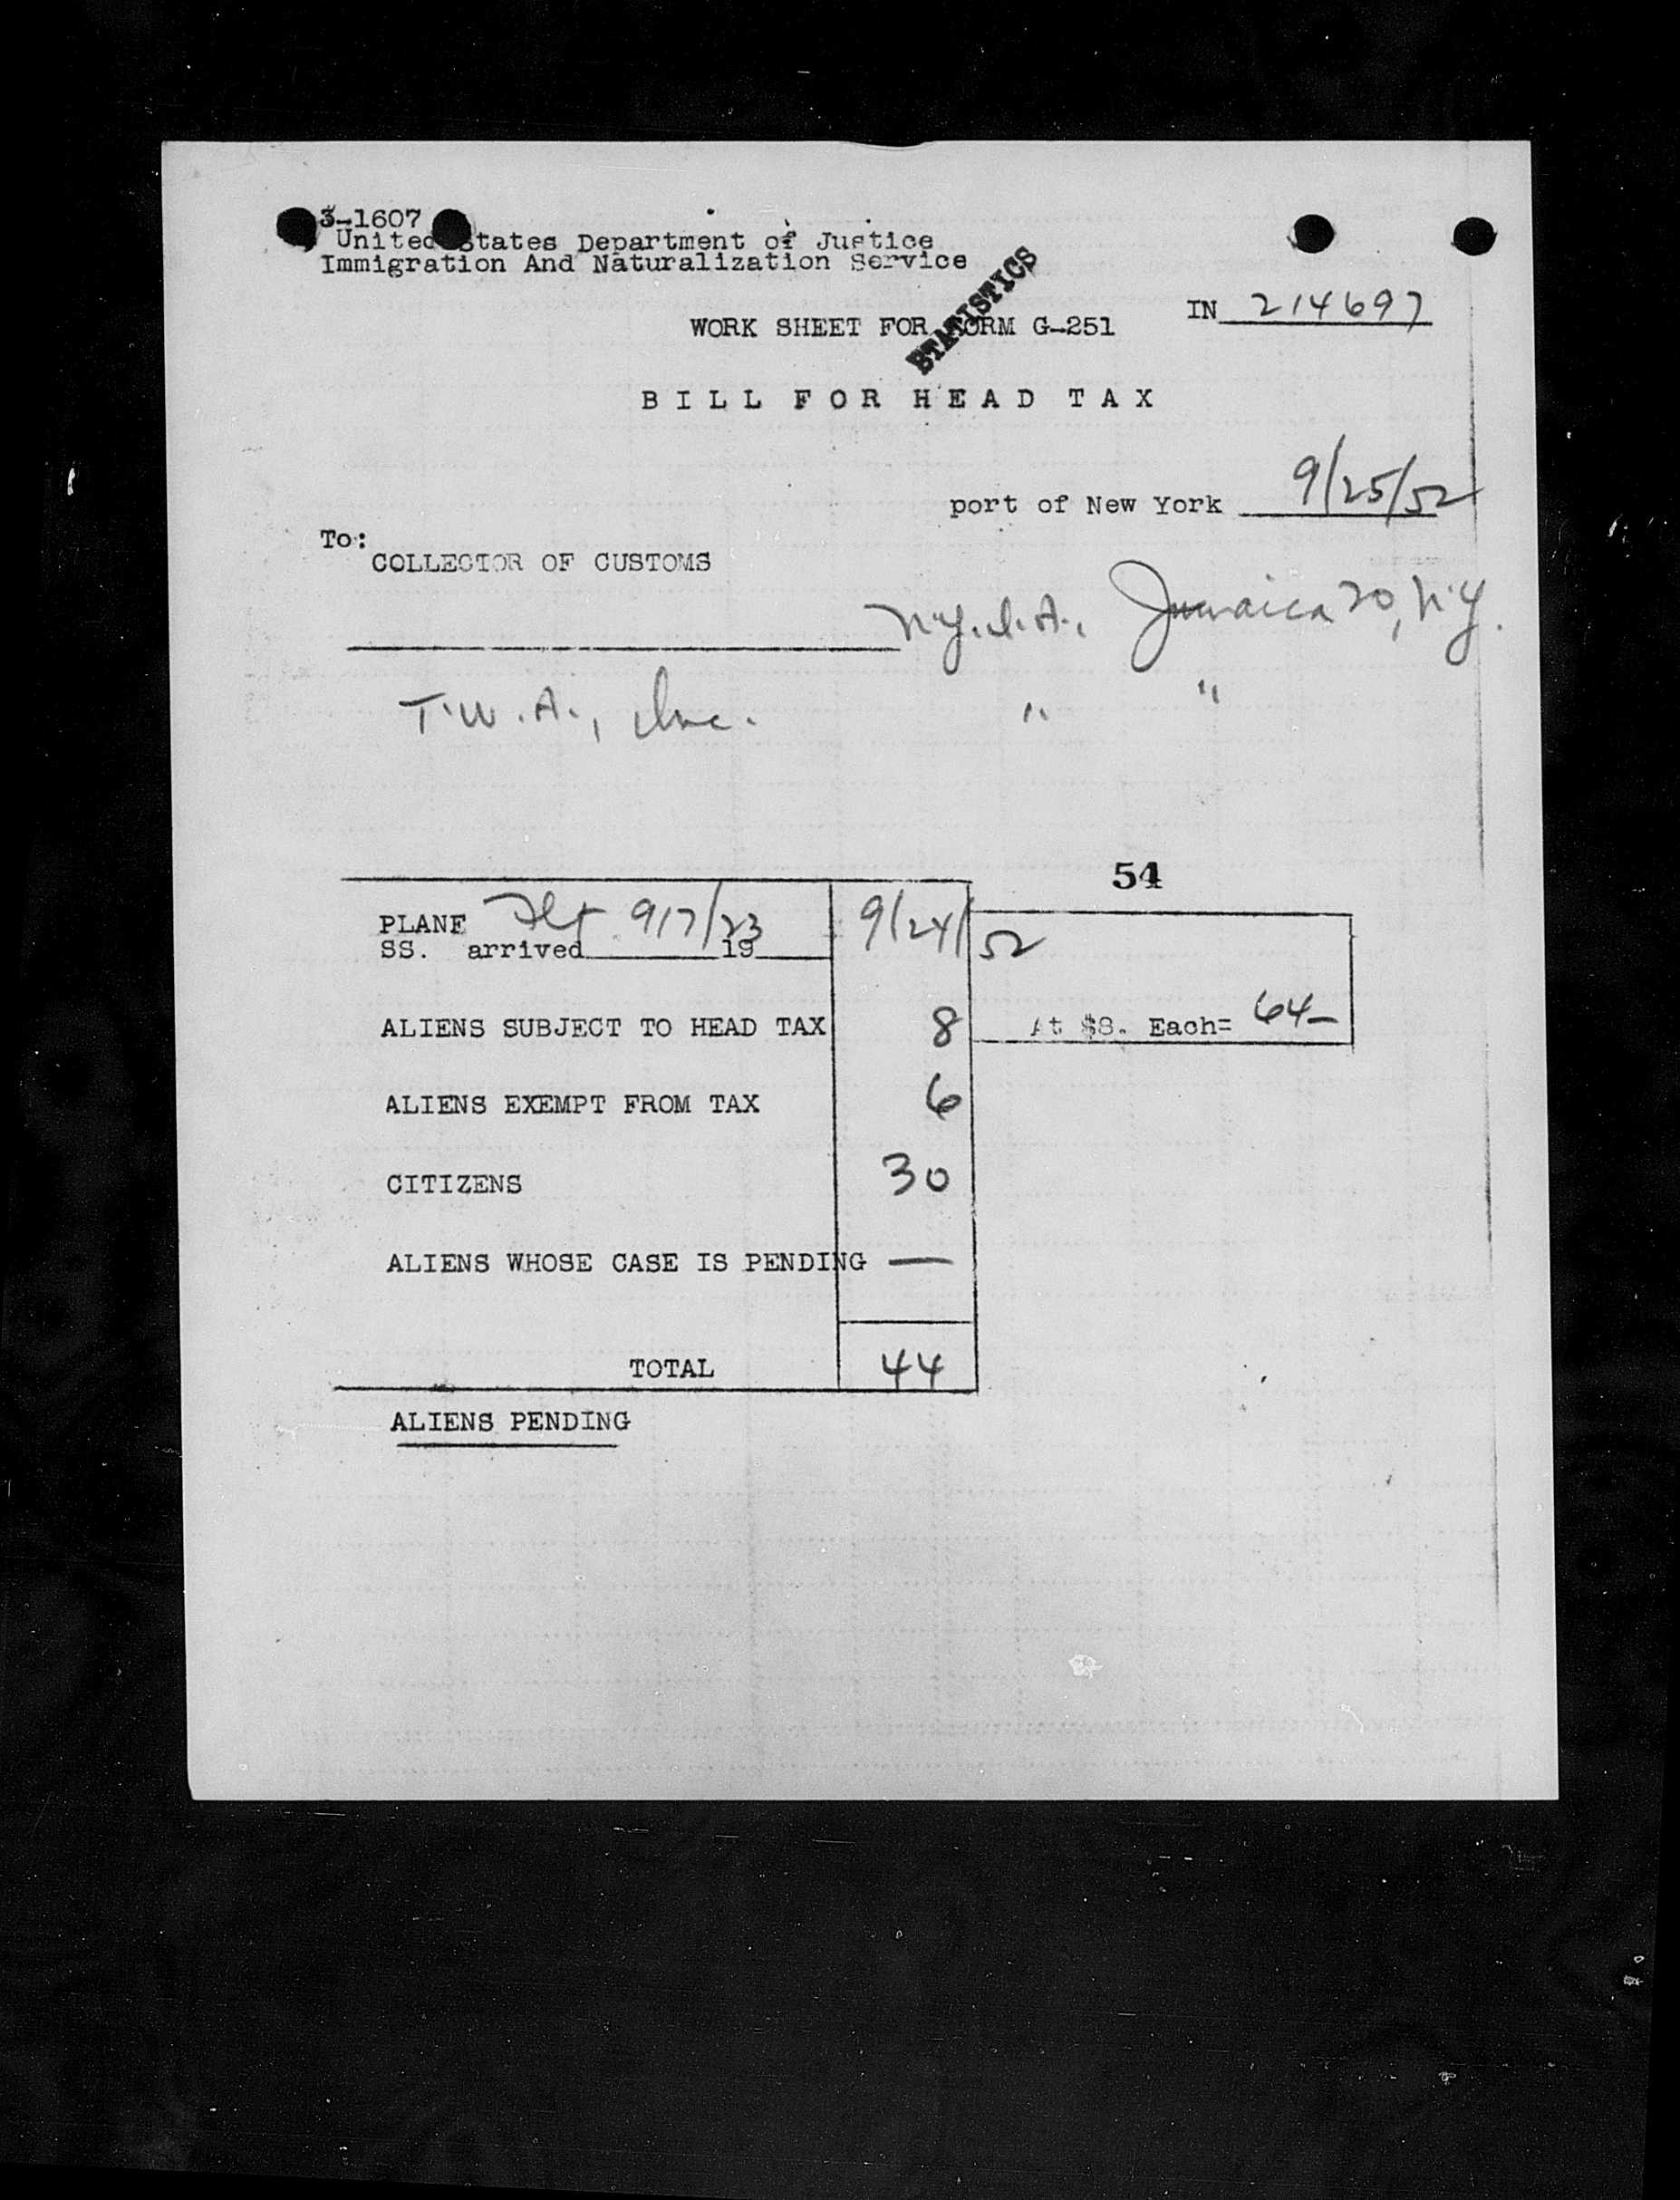 3-1607
United States Department of Justice
Immigration And Naturalization Service
STATISTICS
IN 214697
WORK SHEET FOR FORM G-251
BILL FOR HEAD TAX
port of New York 9/25/52
To:
COLLECTOR OF CUSTOMS
N.Y.I.A., Jamaica 30, N.Y.
T.W.A., Inc. " "
54
PLANE Flt 917/23 9/24/52
SS. arrived 19
ALIENS SUBJECT TO HEAD TAX 8 At $8. Each= 64-
ALIENS EXEMPT FROM TAX 6
CITIZENS 30
ALIENS WHOSE CASE IS PENDING —
TOTAL 44
ALIENS PENDING